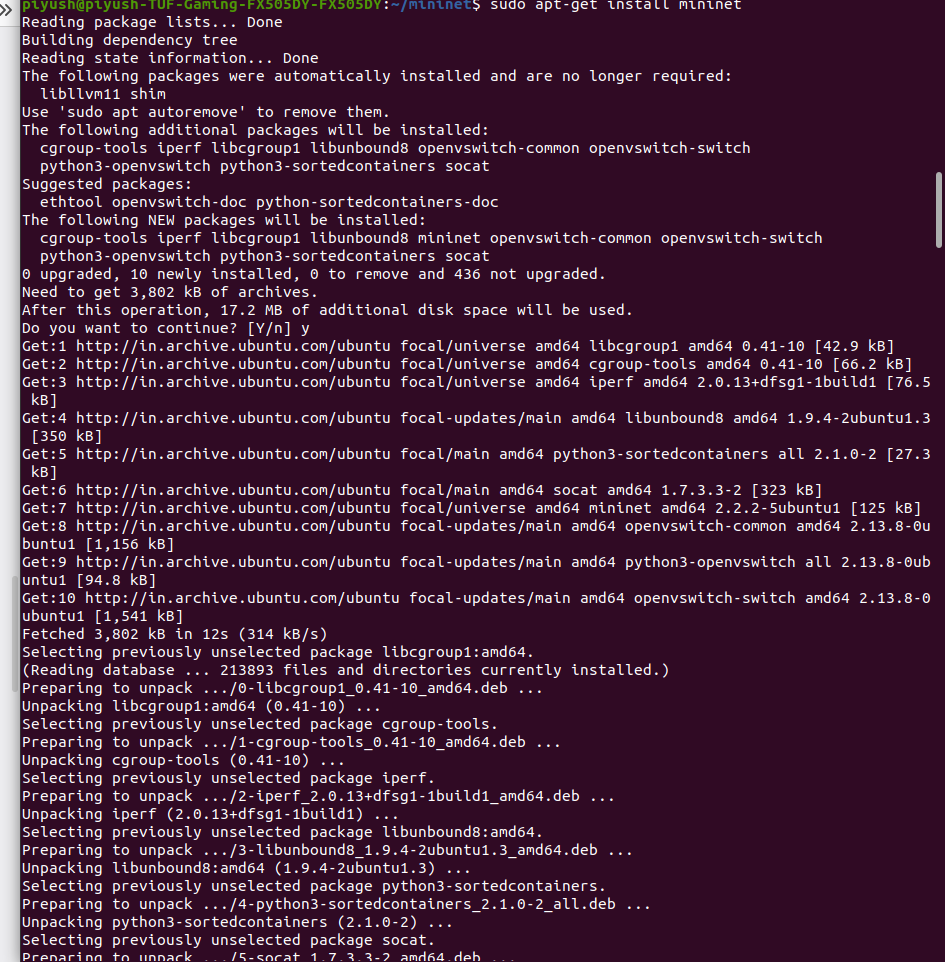 piyush@piyush-TUF-Gaming-FX505DY-FX505DY:~/mininet$ sudo apt-get install mininet
Reading package lists... Done
Building dependency tree
Reading state information... Done
The following packages were automatically installed and are no longer required:
  libllvm11 shim
Use 'sudo apt autoremove' to remove them.
The following additional packages will be installed:
  cgroup-tools iperf libcgroup1 libunbound8 openvswitch-common openvswitch-switch
  python3-openvswitch python3-sortedcontainers socat
Suggested packages:
  ethtool openvswitch-doc python-sortedcontainers-doc
The following NEW packages will be installed:
  cgroup-tools iperf libcgroup1 libunbound8 mininet openvswitch-common openvswitch-switch
  python3-openvswitch python3-sortedcontainers socat
0 upgraded, 10 newly installed, 0 to remove and 436 not upgraded.
Need to get 3,802 kB of archives.
After this operation, 17.2 MB of additional disk space will be used.
Do you want to continue? [Y/n] y
Get:1 http://in.archive.ubuntu.com/ubuntu focal/universe amd64 libcgroup1 amd64 0.41-10 [42.9 kB]
Get:2 http://in.archive.ubuntu.com/ubuntu focal/universe amd64 cgroup-tools amd64 0.41-10 [66.2 kB]
Get:3 http://in.archive.ubuntu.com/ubuntu focal/universe amd64 iperf amd64 2.0.13+dfsg1-1build1 [76.5
 kB]
Get:4 http://in.archive.ubuntu.com/ubuntu focal-updates/main amd64 libunbound8 amd64 1.9.4-2ubuntu1.3
 [350 kB]
Get:5 http://in.archive.ubuntu.com/ubuntu focal/main amd64 python3-sortedcontainers all 2.1.0-2 [27.3
 kB]
Get:6 http://in.archive.ubuntu.com/ubuntu focal/main amd64 socat amd64 1.7.3.3-2 [323 kB]
Get:7 http://in.archive.ubuntu.com/ubuntu focal/universe amd64 mininet amd64 2.2.2-5ubuntu1 [125 kB]
Get:8 http://in.archive.ubuntu.com/ubuntu focal-updates/main amd64 openvswitch-common amd64 2.13.8-0u
buntu1 [1,156 kB]
Get:9 http://in.archive.ubuntu.com/ubuntu focal-updates/main amd64 python3-openvswitch all 2.13.8-0ub
untu1 [94.8 kB]
Get:10 http://in.archive.ubuntu.com/ubuntu focal-updates/main amd64 openvswitch-switch amd64 2.13.8-0
ubuntu1 [1,541 kB]
Fetched 3,802 kB in 12s (314 kB/s)
Selecting previously unselected package libcgroup1:amd64.
(Reading database ... 213893 files and directories currently installed.)
Preparing to unpack .../0-libcgroup1_0.41-10_amd64.deb ...
Unpacking libcgroup1:amd64 (0.41-10) ...
Selecting previously unselected package cgroup-tools.
Preparing to unpack .../1-cgroup-tools_0.41-10_amd64.deb ...
Unpacking cgroup-tools (0.41-10) ...
Selecting previously unselected package iperf.
Preparing to unpack .../2-iperf_2.0.13+dfsg1-1build1_amd64.deb ...
Unpacking iperf (2.0.13+dfsg1-1build1) ...
Selecting previously unselected package libunbound8:amd64.
Preparing to unpack .../3-libunbound8_1.9.4-2ubuntu1.3_amd64.deb ...
Unpacking libunbound8:amd64 (1.9.4-2ubuntu1.3) ...
Selecting previously unselected package python3-sortedcontainers.
Preparing to unpack .../4-python3-sortedcontainers_2.1.0-2_all.deb ...
Unpacking python3-sortedcontainers (2.1.0-2) ...
Selecting previously unselected package socat.
Preparing to unpack .../5-socat_1.7.3.3-2_amd64.deb ...